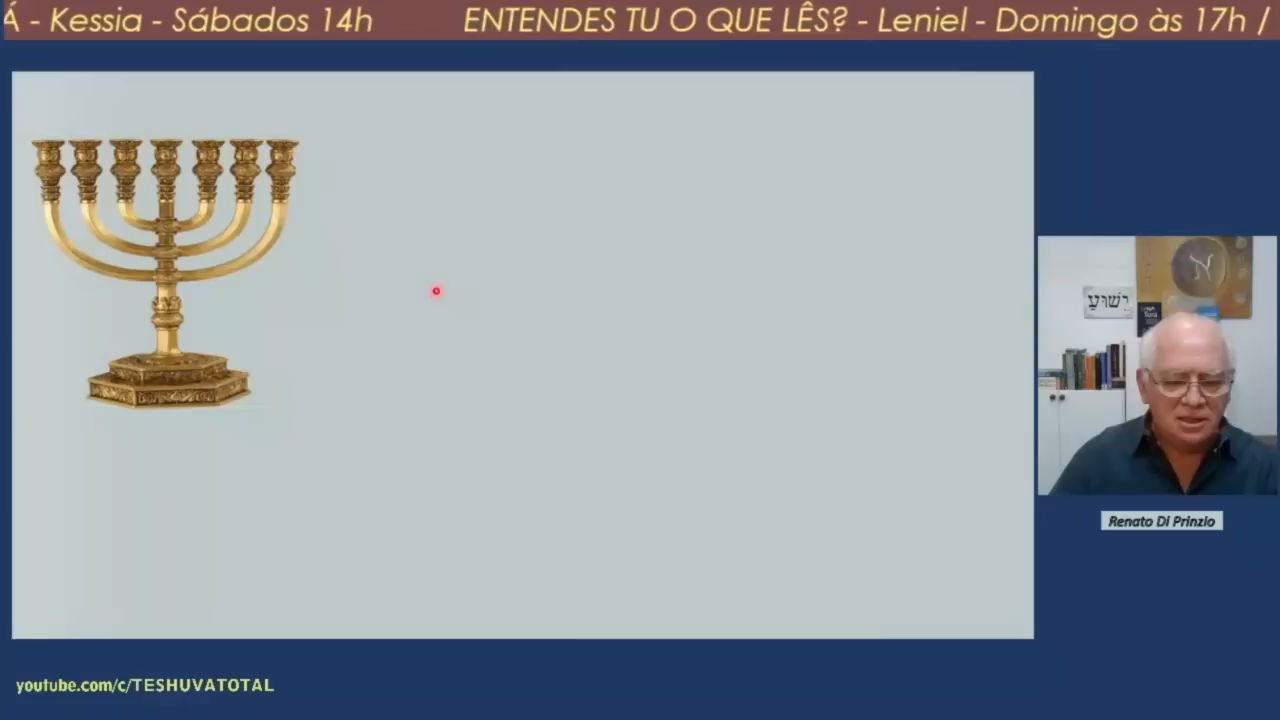 Á - Kessia - Sábados 14h ENTENDES TU O QUE LÊS? - Leniel - Domingo às 17h /
ישוע
Renato Di Prinzio
youtube.com/c/TESHUVATOTAL